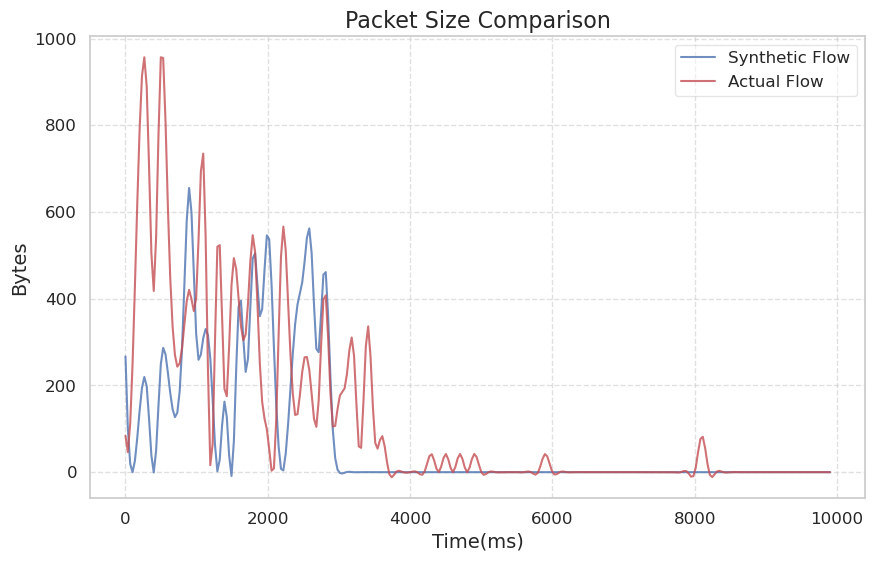 Packet Size Comparison
Synthetic Flow
Actual Flow
1000
800
600
400
200
0
Bytes
0 2000 4000 6000 8000 10000
Time(ms)